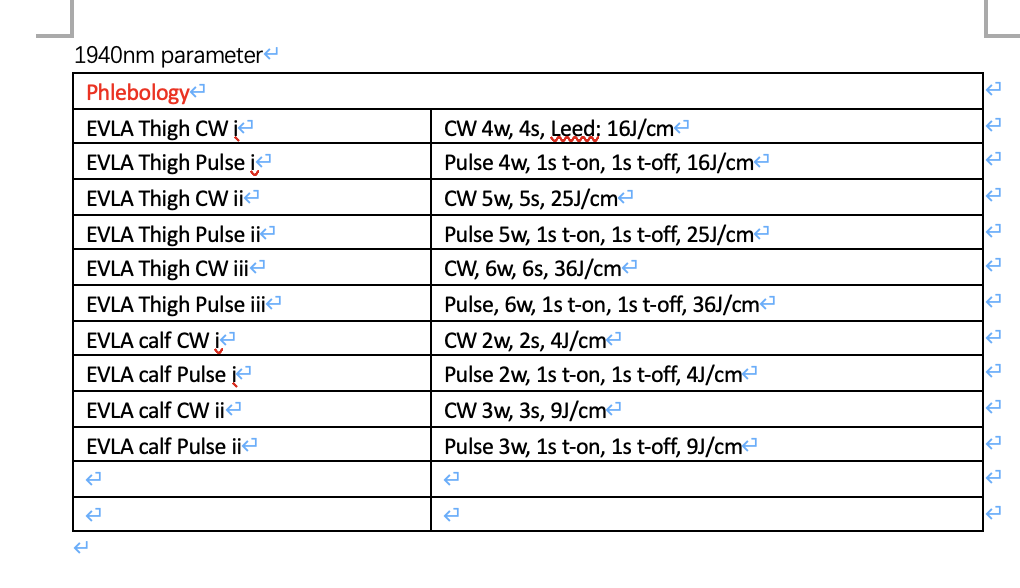 1940nm parameter
Phlebology
EVLA Thigh CW i CW 4w, 4s, Leed; 16J/cm
EVLA Thigh Pulse i Pulse 4w, 1s t-on, 1s t-off, 16J/cm
EVLA Thigh CW ii CW 5w, 5s, 25J/cm
EVLA Thigh Pulse ii Pulse 5w, 1s t-on, 1s t-off, 25J/cm
EVLA Thigh CW iii CW, 6w, 6s, 36J/cm
EVLA Thigh Pulse iii Pulse, 6w, 1s t-on, 1s t-off, 36J/cm
EVLA calf CW i CW 2w, 2s, 4J/cm
EVLA calf Pulse i Pulse 2w, 1s t-on, 1s t-off, 4J/cm
EVLA calf CW ii CW 3w, 3s, 9J/cm
EVLA calf Pulse ii Pulse 3w, 1s t-on, 1s t-off, 9J/cm